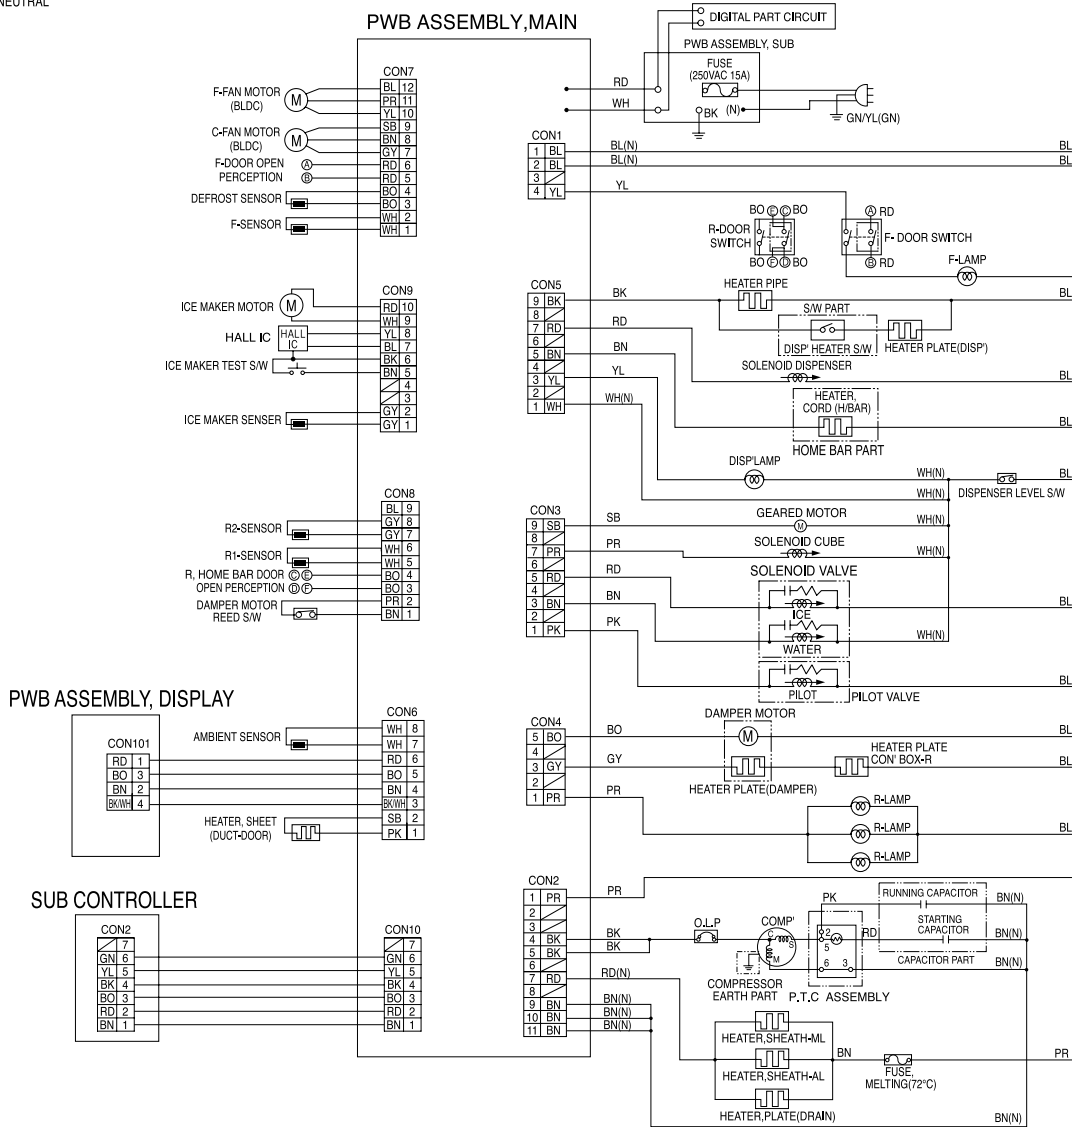 NEUTRAL
PWB ASSEMBLY,MAIN
DIGITAL PART CIRCUIT
PWB ASSEMBLY, SUB
FUSE
(250VAC 15A)
RD
WH
BK
(N)
GN/YL(GN)
CON7
BL 12
PR 11
YL 10
SB 9
BN 8
GY 7
RD 6
RD 5
BO 4
BO 3
WH 2
WH 1
F-FAN MOTOR
(BLDC)
M
C-FAN MOTOR
(BLDC)
M
F-DOOR OPEN A
PERCEPTION B
DEFROST SENSOR
F-SENSOR
CON1
1 BL
2 BL
3
4 YL
BL(N)
BL(N)
YL
BL
BL
BO E C BO
R-DOOR
SWITCH
BO F D BO
A RD
F- DOOR SWITCH
B RD
F-LAMP
CON9
RD 10
WH 9
YL 8
BL 7
BK 6
BN 5
4
3
GY 2
GY 1
ICE MAKER MOTOR
M
HALL IC
HALL
IC
ICE MAKER TEST S/W
ICE MAKER SENSER
CON5
9 BK
8
7 RD
6
5 BN
4
3 YL
2
1 WH
BK
RD
BN
YL
WH(N)
HEATER PIPE
BL
S/W PART
DISP' HEATER S/W
HEATER PLATE(DISP')
SOLENOID DISPENSER
BL
HEATER,
CORD (H/BAR)
BL
HOME BAR PART
DISP'LAMP
WH(N)
BL
DISPENSER LEVEL S/W
WH(N)
CON8
BL 9
GY 8
GY 7
WH 6
WH 5
BO 4
BO 3
PR 2
BN 1
R2-SENSOR
R1-SENSOR
R, HOME BAR DOOR C E
OPEN PERCEPTION D F
DAMPER MOTOR
REED S/W
CON3
9 SB
8
7 PR
6
5 RD
4
3 BN
2
1 PK
SB
PR
RD
BN
PK
GEARED MOTOR
M
WH(N)
SOLENOID CUBE
WH(N)
SOLENOID VALVE
ICE
BL
WATER
WH(N)
PILOT
PILOT VALVE
BL
PWB ASSEMBLY, DISPLAY
CON101
RD 1
BO 3
BN 2
BK/WH 4
AMBIENT SENSOR
HEATER, SHEET
(DUCT-DOOR)
CON6
WH 8
WH 7
RD 6
BO 5
BN 4
BK/WH 3
SB 2
PK 1
CON4
5 BO
4
3 GY
2
1 PR
BO
GY
PR
DAMPER MOTOR
M
BL
HEATER PLATE
CON' BOX-R
BL
HEATER PLATE(DAMPER)
R-LAMP
R-LAMP
BL
R-LAMP
SUB CONTROLLER
CON2
7
GN 6
YL 5
BK 4
BO 3
RD 2
BN 1
CON10
7
GN 6
YL 5
BK 4
BO 3
RD 2
BN 1
CON2
1 PR
2
3
4 BK
5 BK
6
7 RD
8
9 BN
10 BN
11 BN
PR
BK
BK
RD(N)
BN(N)
BN(N)
BN(N)
O.L.P
COMP'
C
S
M
COMPRESSOR
EARTH PART
PK
2
5
6 3
RD
P.T.C ASSEMBLY
RUNNING CAPACITOR
BN(N)
STARTING
CAPACITOR
BN(N)
CAPACITOR PART
BN(N)
HEATER,SHEATH-ML
HEATER,SHEATH-AL
HEATER,PLATE(DRAIN)
BN
FUSE,
MELTING(72°C)
PR
BN(N)